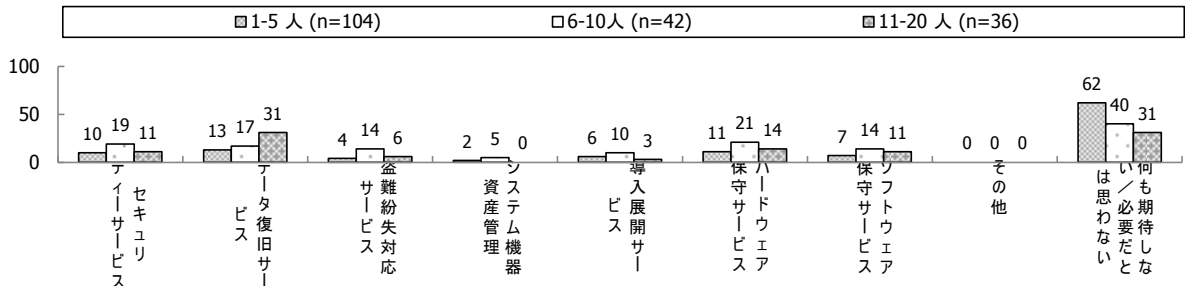 1-5 人 (n=104) 6-10人 (n=42) 11-20 人 (n=36)
100
50
0
10 19 11
13 17 31
4 14 6
2 5 0
6 10 3
11 21 14
7 14 11
0 0 0
62 40 31
セキュリ
ティーサービス
データ復旧サー
ビス
盗難紛失対応
サービス
システム機器
資産管理
導入展開サー
ビス
ハードウェア
保守サービス
ソフトウェア
保守サービス
その他
何も期待しな
い／必要だと
は思わない